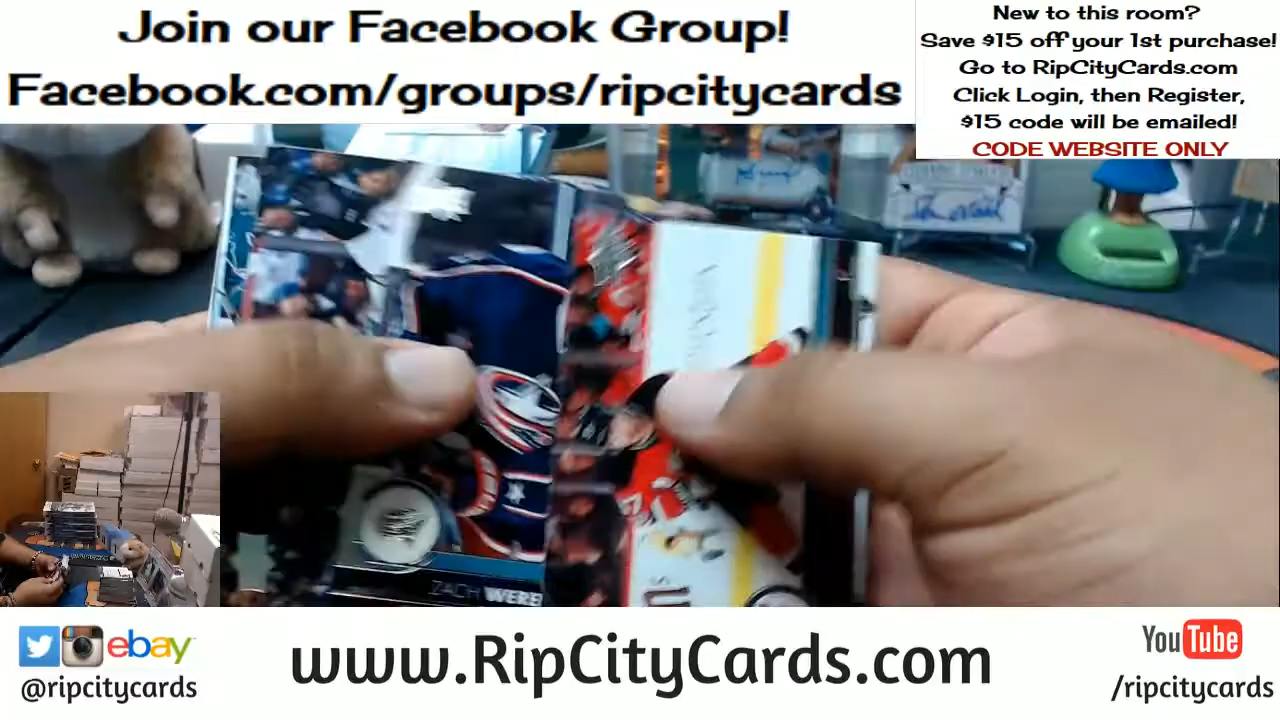 Join our Facebook Group!
Facebook.com/groups/ripcitycards
New to this room?
Save $15 off your 1st purchase!
Go to RipCityCards.com
Click Login, then Register,
$15 code will be emailed!
CODE WEBSITE ONLY
ZACH WERE
ebay
@ripcitycards
www.RipCityCards.com
YouTube
/ripcitycards